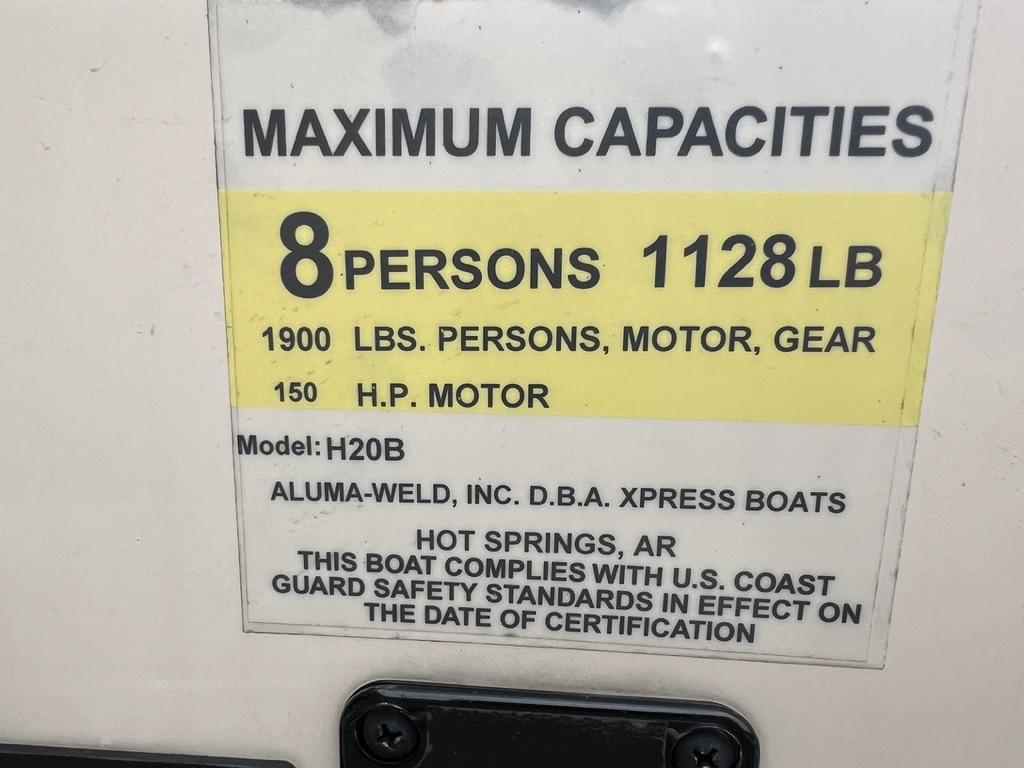 MAXIMUM CAPACITIES
8 PERSONS 1128 LB
1900 LBS. PERSONS, MOTOR, GEAR
150 H.P. MOTOR
Model: H20B
ALUMA-WELD, INC. D.B.A. XPRESS BOATS
HOT SPRINGS, AR
THIS BOAT COMPLIES WITH U.S. COAST
GUARD SAFETY STANDARDS IN EFFECT ON
THE DATE OF CERTIFICATION